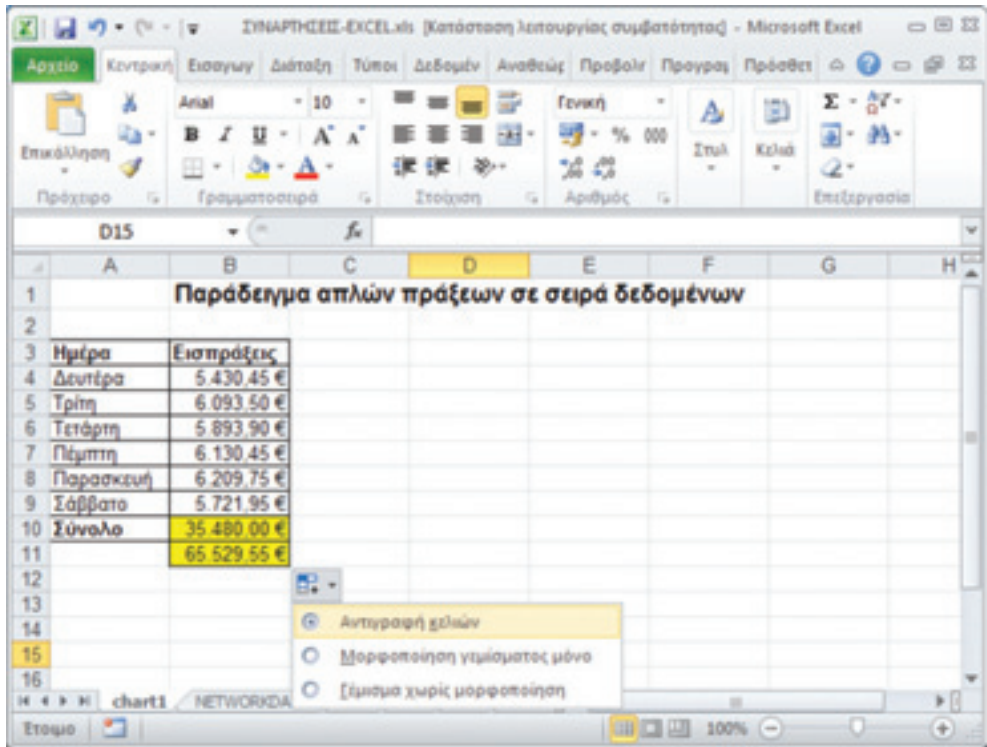 ΣΥΝΑΡΤΗΣΕΙΣ-EXCEL.xls [Κατάσταση λειτουργίας συμβατότητας] - Microsoft Excel
Αρχείο Κεντρική Εισαγωγ Διάταξη Τύποι Δεδομέν Αναθεώρ Προβολή Προγραμ Πρόσθετ
Arial 10 Γενική Σ
B I U A A % 000
Επικόλληση Στυλ Κελιά
Πρόχειρο Γραμματοσειρά Στοίχιση Αριθμός Επεξεργασία
D15 fx
A B C D E F G H
1 Παράδειγμα απλών πράξεων σε σειρά δεδομένων
2
3 Ημέρα Εισπράξεις
4 Δευτέρα 5.430,45 €
5 Τρίτη 6.093,50 €
6 Τετάρτη 5.893,90 €
7 Πέμπτη 6.130,45 €
8 Παρασκευή 6.209,75 €
9 Σάββατο 5.721,95 €
10 Σύνολο 35.480,00 €
11 65.529,55 €
12
13
Αντιγραφή κελιών
14
15 Μορφοποίηση γεμίσματος μόνο
16
Γέμισμα χωρίς μορφοποίηση
chart1 NETWORKDA
Έτοιμο 100%